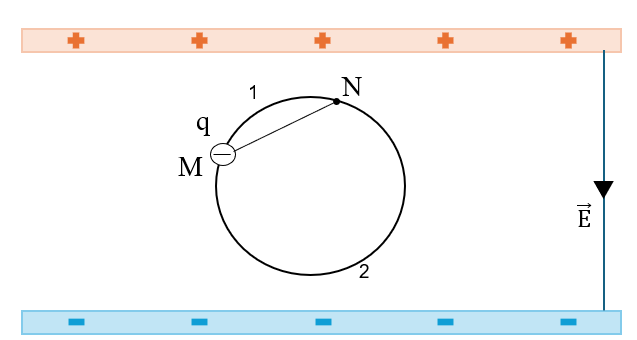 + + + + +
1
N
q
−
M
E⃗
2
− − − − −